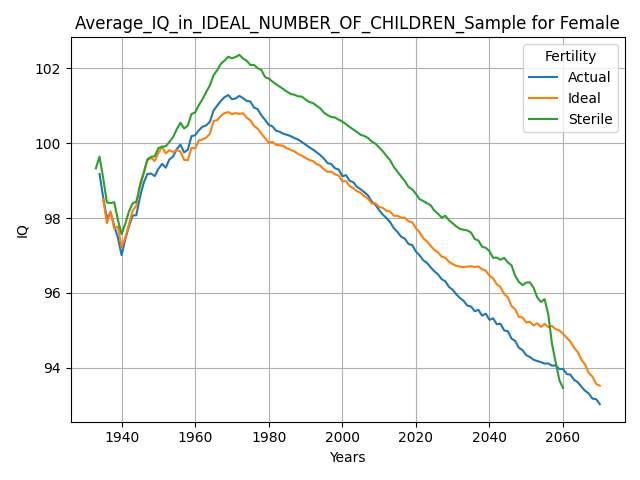 Average_IQ_in_IDEAL_NUMBER_OF_CHILDREN_Sample for Female
Fertility
Actual
Ideal
Sterile
IQ
102
100
98
96
94
1940 1960 1980 2000 2020 2040 2060
Years